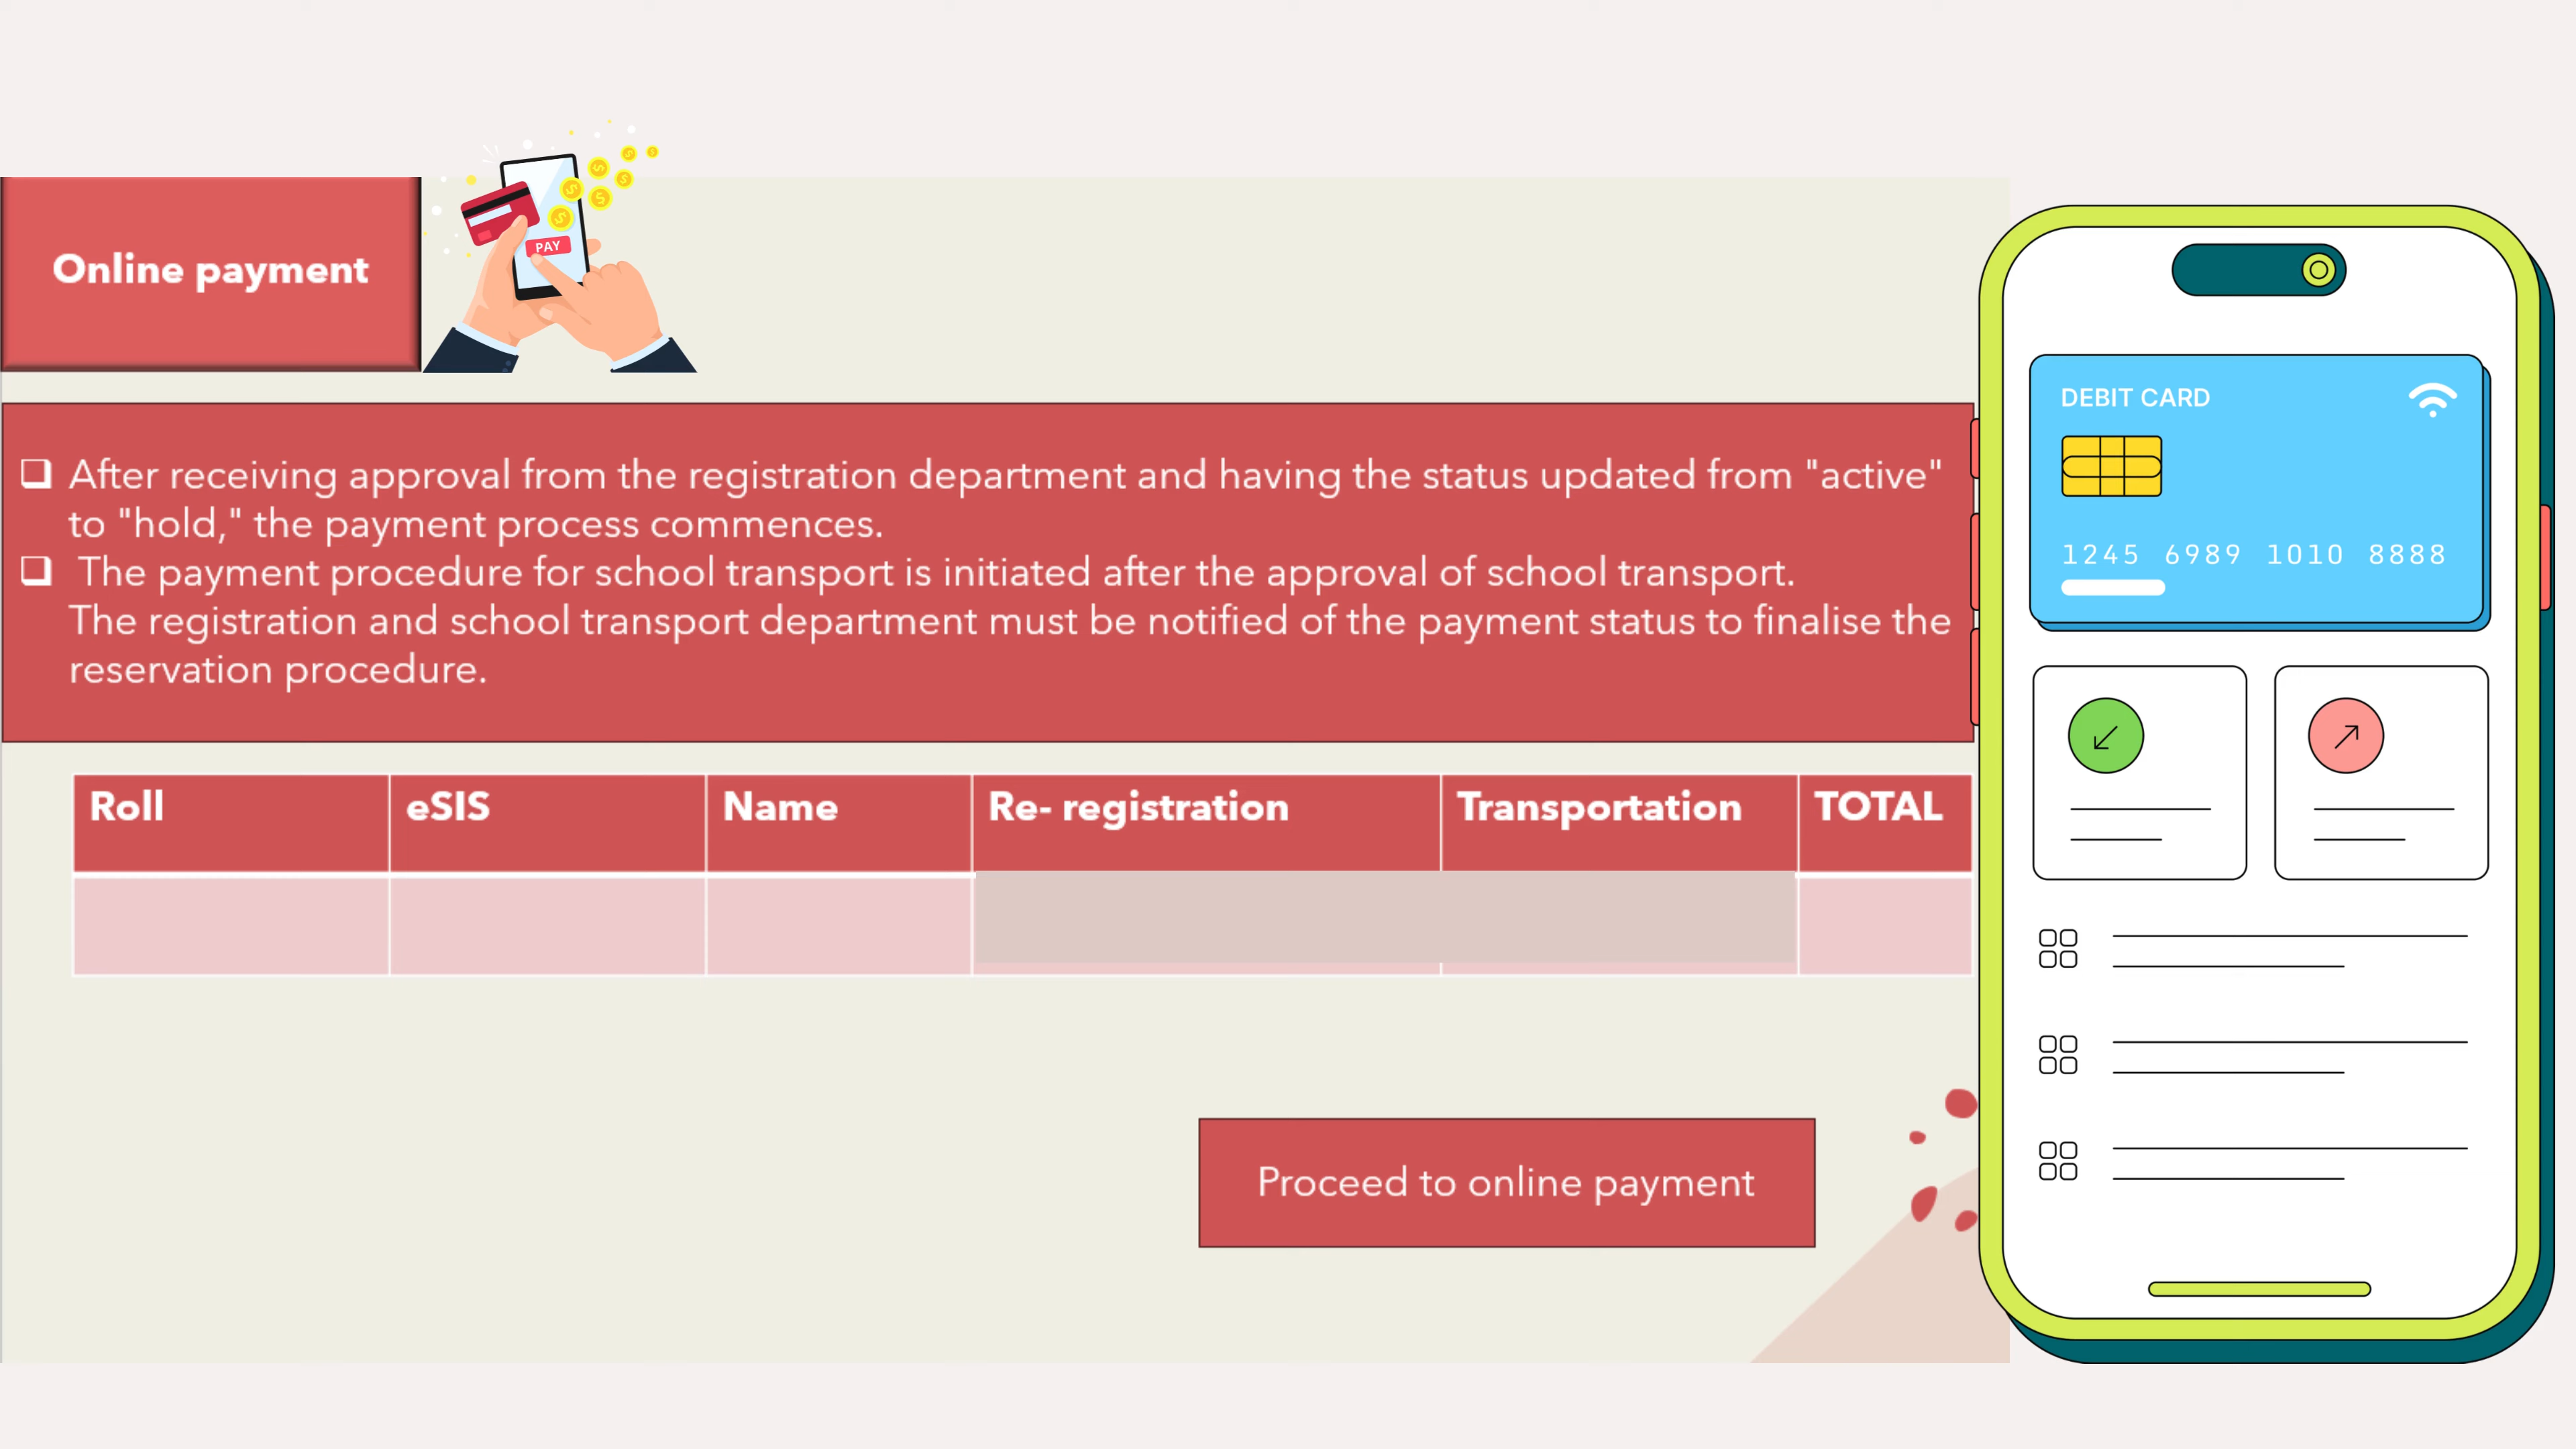 PAY
Online payment
❑ After receiving approval from the registration department and having the status updated from "active"
to "hold," the payment process commences.
❑ The payment procedure for school transport is initiated after the approval of school transport.
The registration and school transport department must be notified of the payment status to finalise the
reservation procedure.
Roll eSIS Name Re- registration Transportation TOTAL
Proceed to online payment
DEBIT CARD
1245 6989 1010 8888